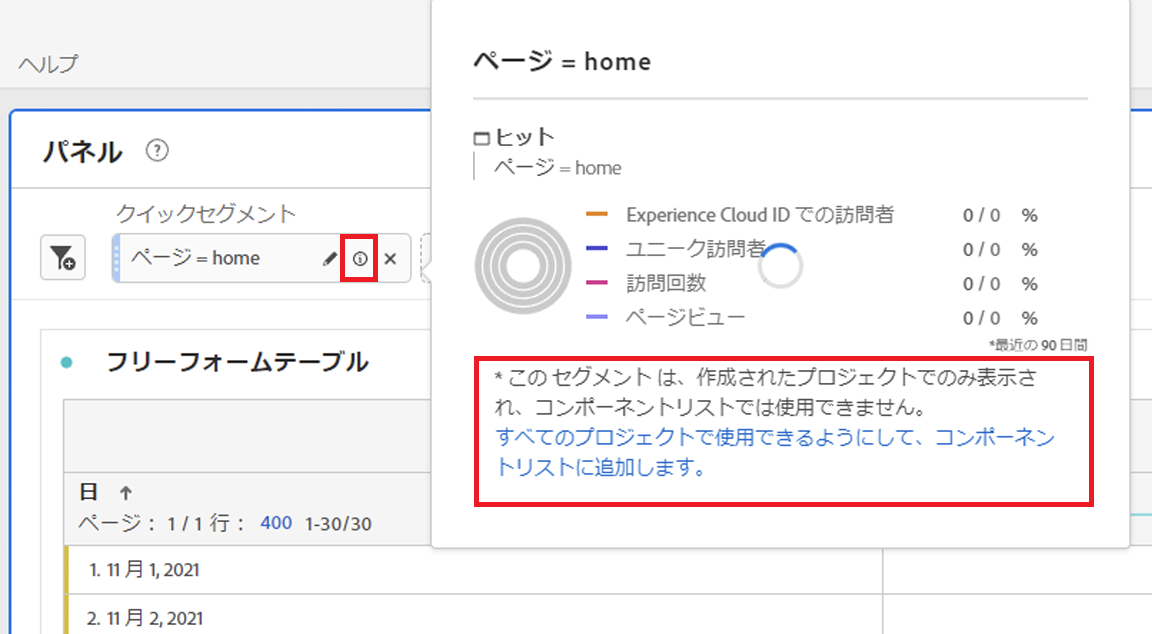 ヘルプ
パネル ?
クイックセグメント
ページ = home
フリーフォームテーブル
日 ↑
ページ： 1 / 1 行： 400 1-30/30
1. 11 月 1, 2021
2. 11 月 2, 2021
ページ = home
ヒット
ページ = home
Experience Cloud ID での訪問者 0 / 0 %
ユニーク訪問者 0 / 0 %
訪問回数 0 / 0 %
ページビュー 0 / 0 %
*最近の 90 日間
* この セグメント は、作成されたプロジェクトでのみ表示さ
れ、コンポーネントリストでは使用できません。
すべてのプロジェクトで使用できるようにして、コンポーネン
トリストに追加します。